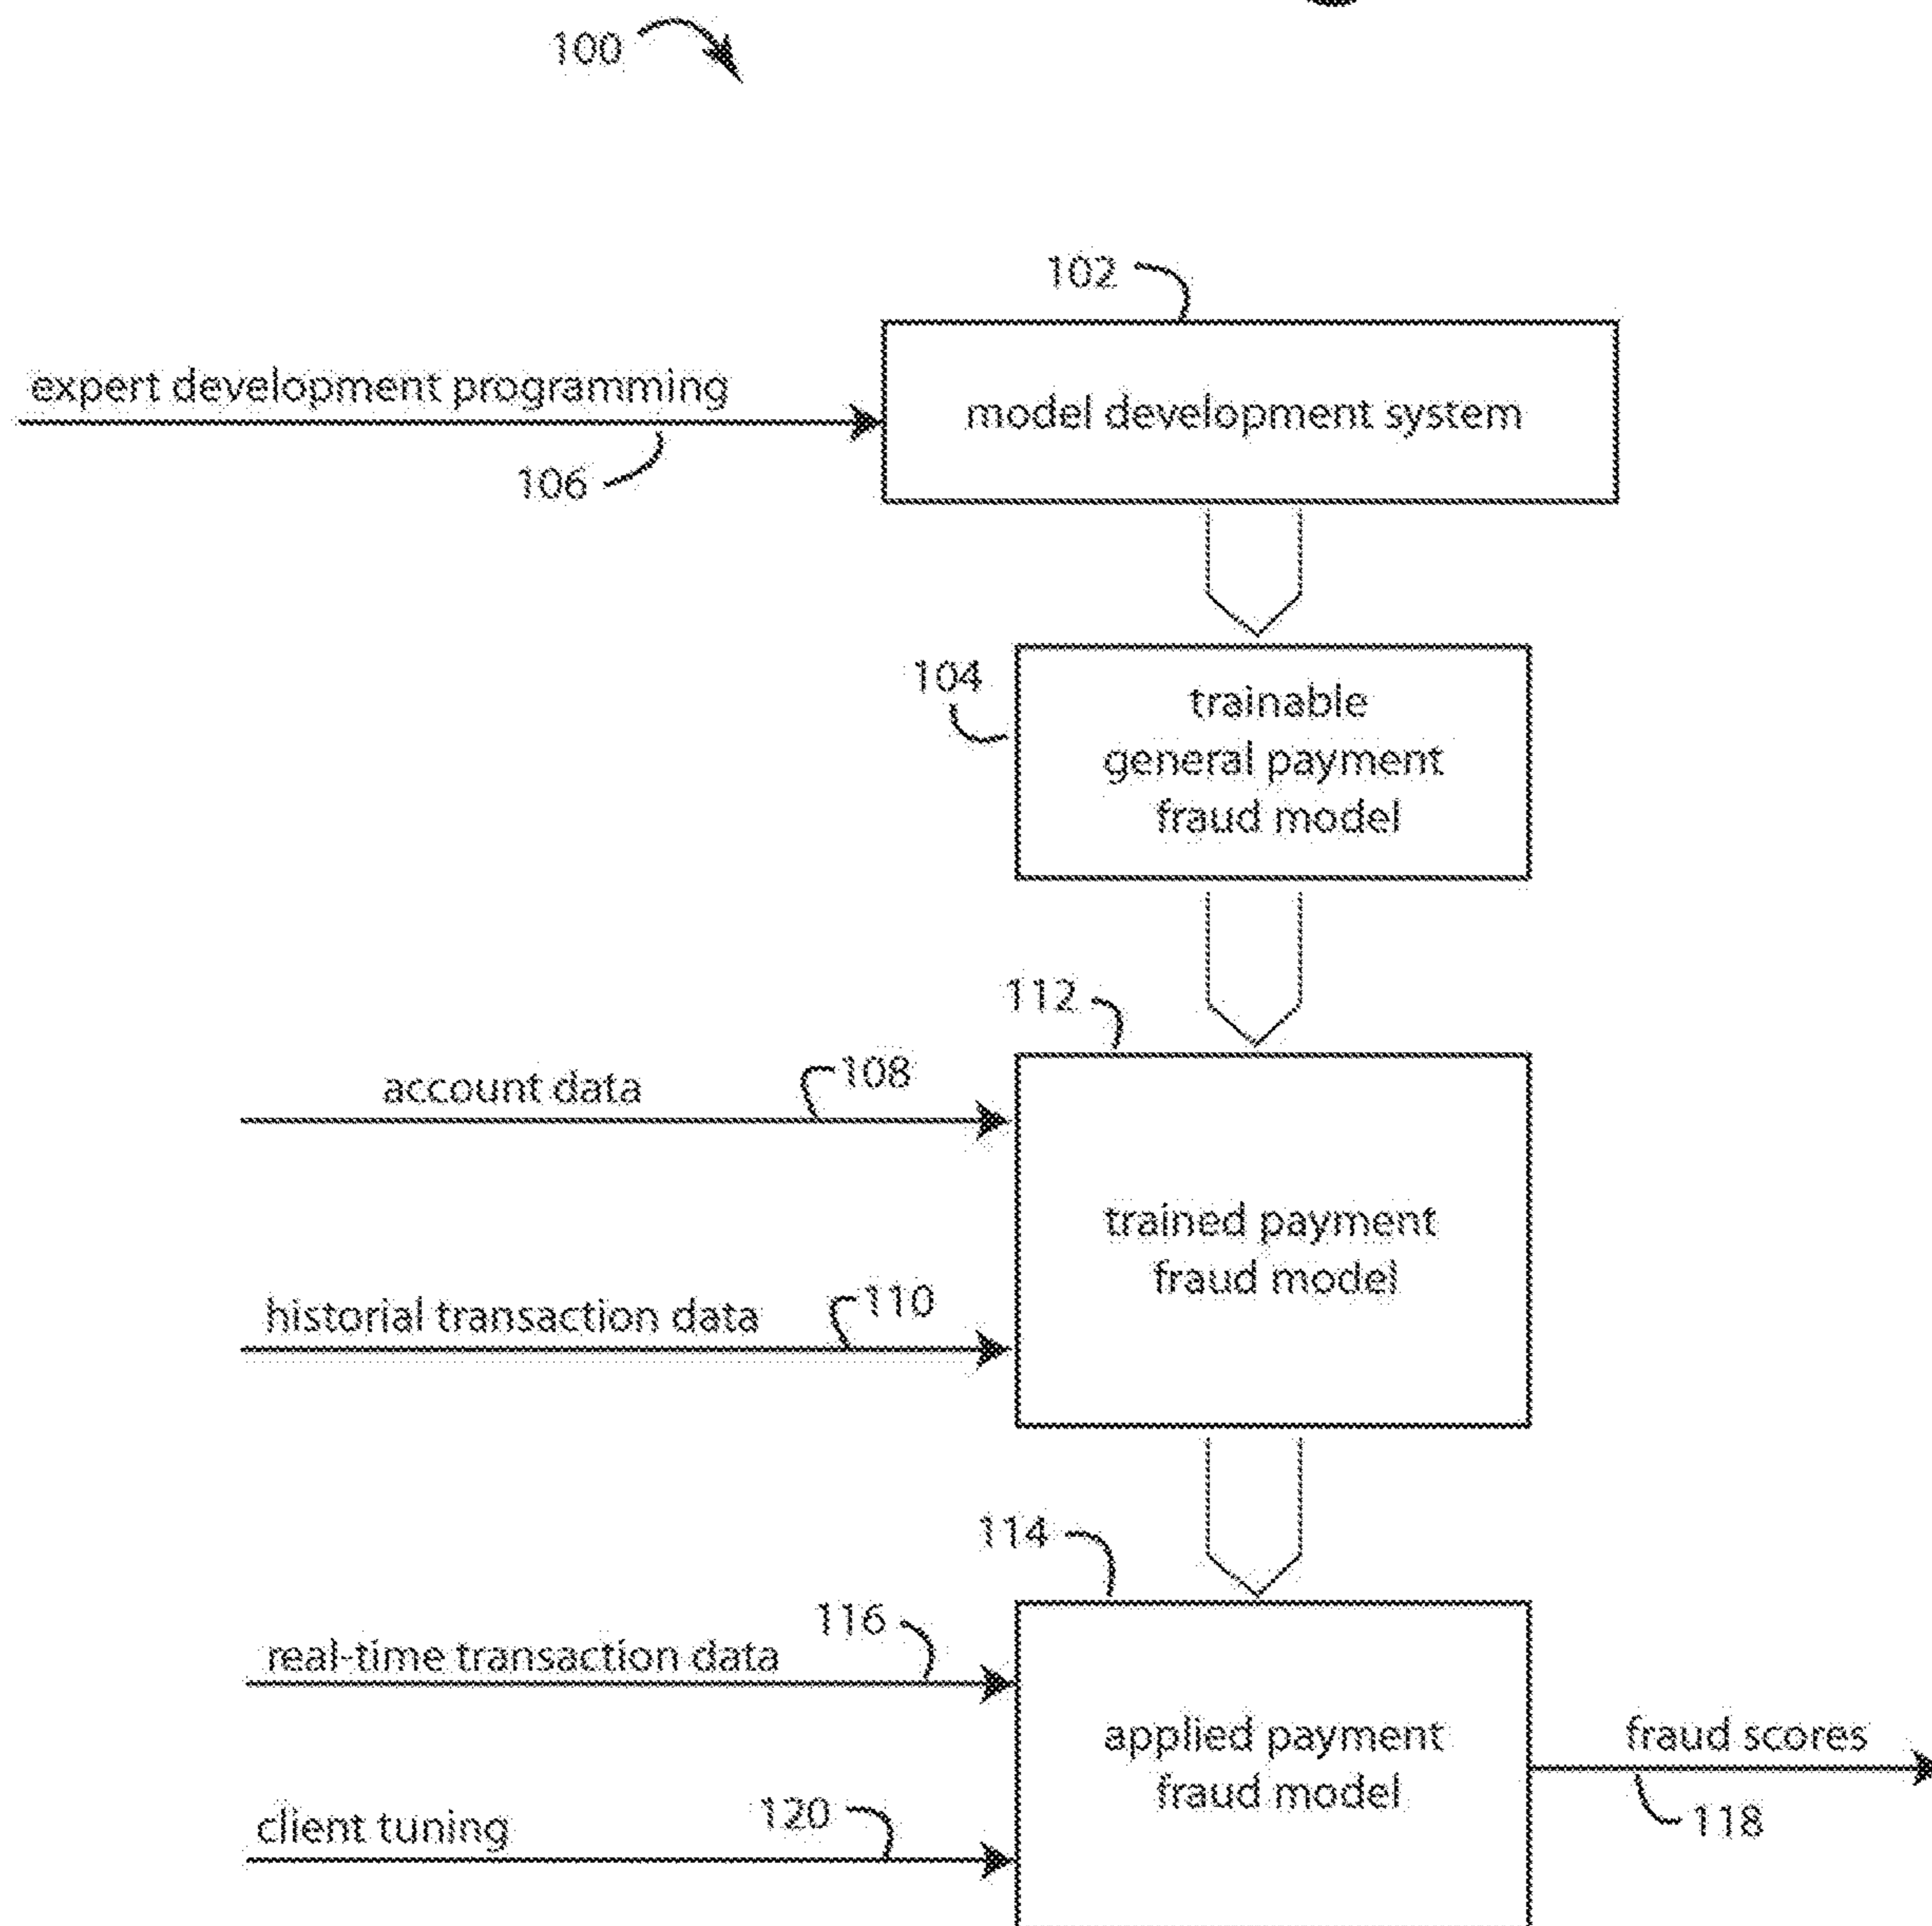 100
102
expert development programming
model development system
106
104
trainable
general payment
fraud model
112
account data
108
trained payment
fraud model
historial transaction data
110
114
116
real-time transaction data
applied payment
fraud model
fraud scores
118
client tuning
120